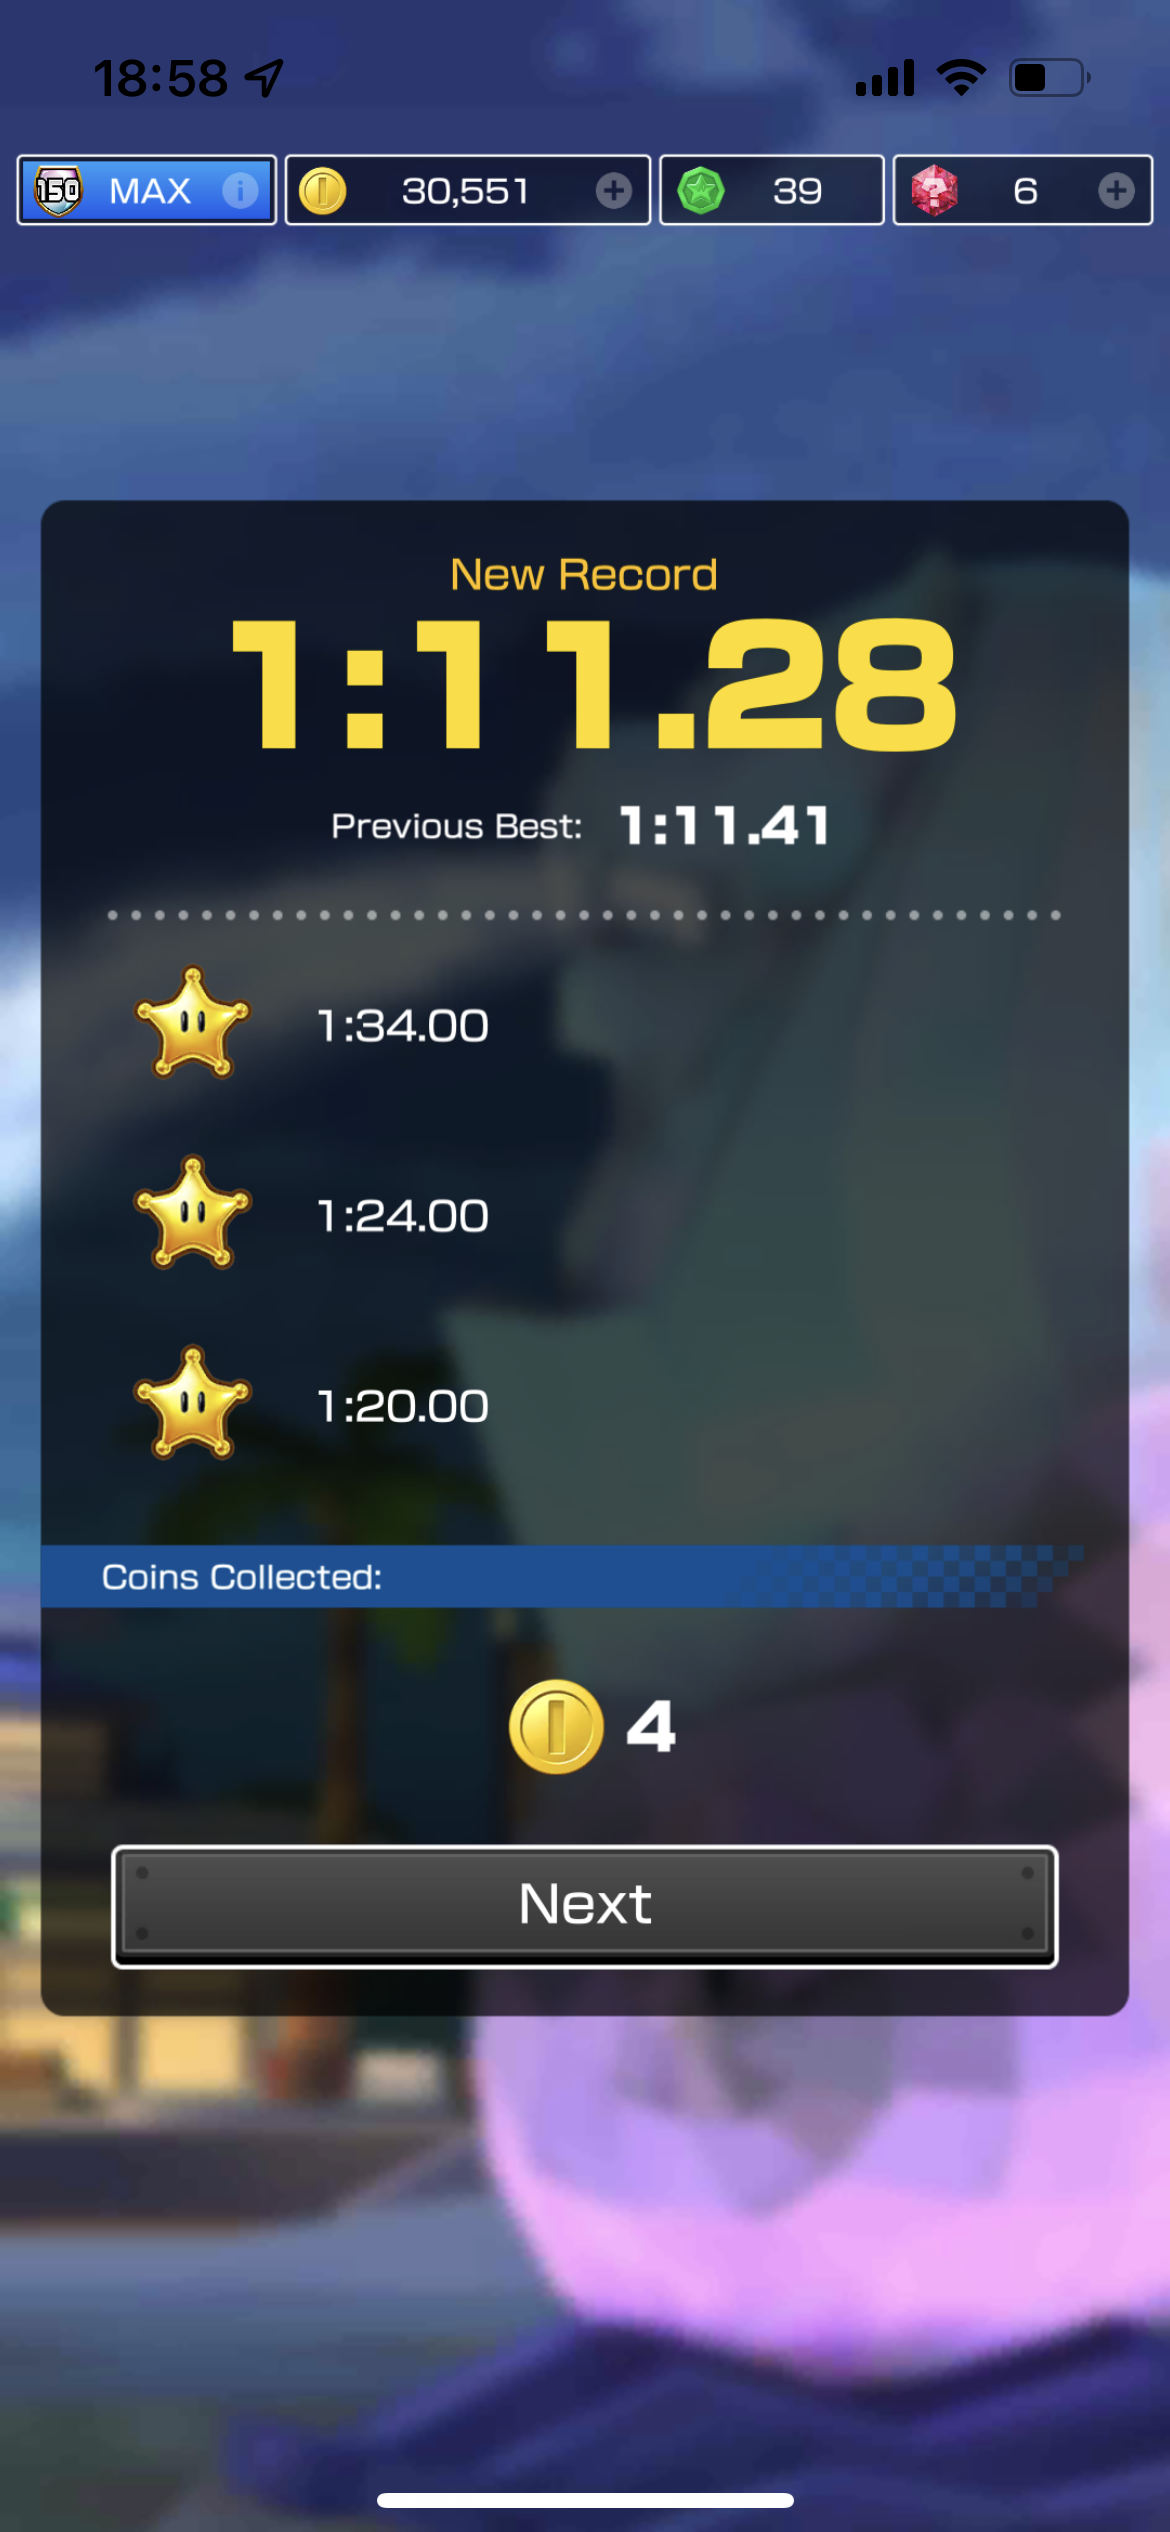 18:58
150 MAX i 30,551 + 39 ? 6 +
New Record
1:11.28
Previous Best: 1:11.41
1:34.00
1:24.00
1:20.00
Coins Collected:
4
Next